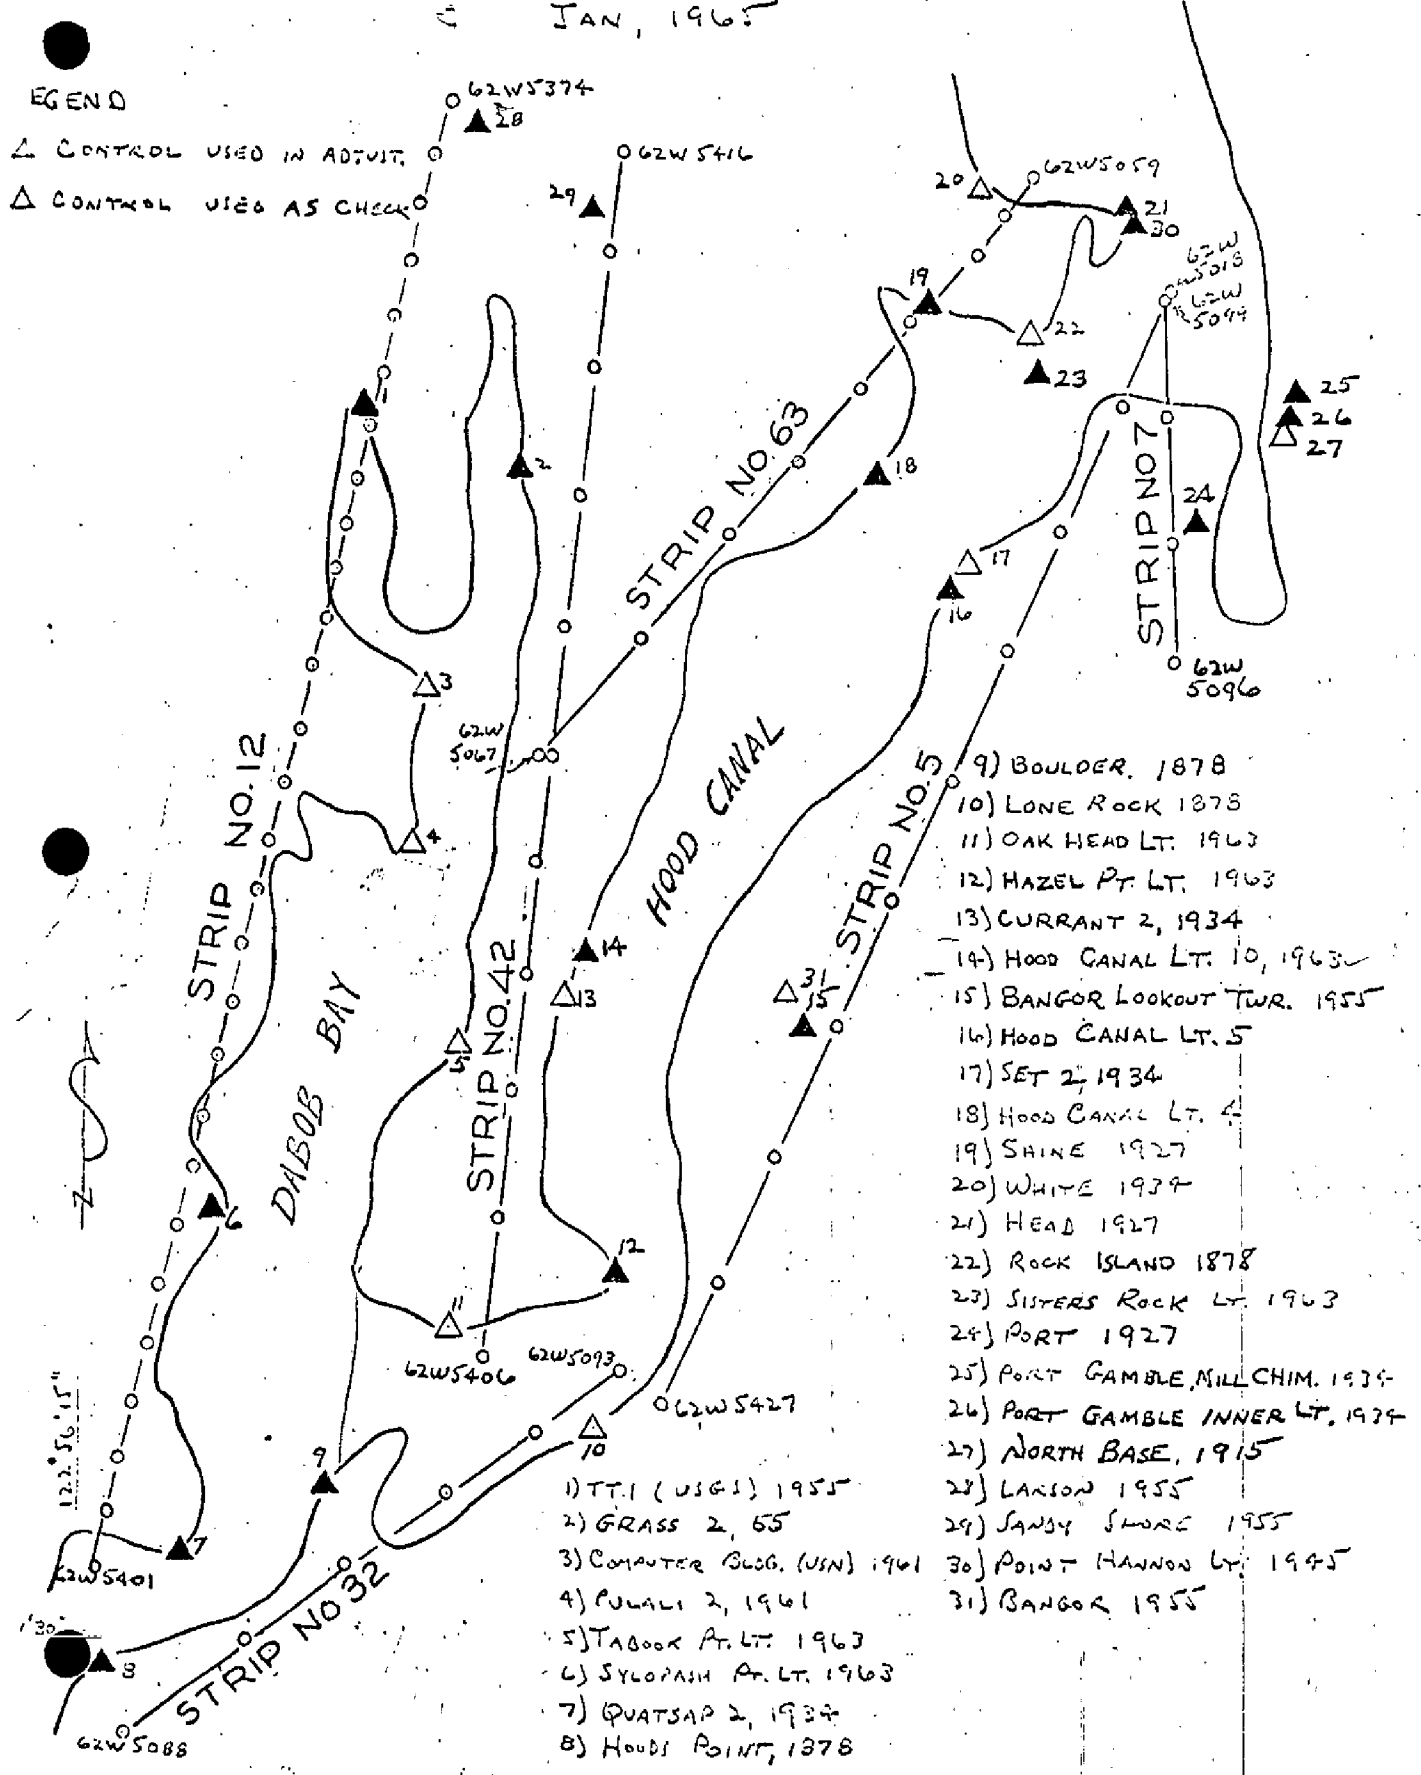 JAN, 1965
EGEND
△ CONTROL USED IN ADJUST.
△ CONTROL USED AS CHECK
62W5374
28
62W5416
29
20
62W5059
21
30
62W
5018
62W
5099
19
22
23
25
26
27
1
2
18
24
STRIP NO. 63
STRIP NO 7
17
16
62W
5096
3
62W
5067
STRIP NO. 12
4
HOOD CANAL
STRIP No. 5
14
13
31
15
5
STRIP NO. 42
DABOB BAY
6
12
11
62W5406
62W5093
62W5427
10
9
122°56'15"
7
62W5401
1'30"
8
STRIP NO 32
62W5088
1) TT.1 (USGS) 1955
2) GRASS 2, 55
3) COMPUTER BLDG. (USN) 1961
4) PULALI 2, 1961
5) TABOOK PT. LT. 1963
6) SYLOPASH PT. LT. 1963
7) QUATSAP 2, 1934
8) HOODS POINT, 1878
9) BOULDER, 1878
10) LONE ROCK 1878
11) OAK HEAD LT. 1963
12) HAZEL PT. LT. 1963
13) CURRANT 2, 1934
14) HOOD CANAL LT. 10, 1963
15) BANGOR LOOKOUT TWR. 1955
16) HOOD CANAL LT. 5
17) SET 2, 1934
18) HOOD CANAL LT. 4
19) SHINE 1927
20) WHITE 1934
21) HEAD 1927
22) ROCK ISLAND 1878
23) SISTERS ROCK LT. 1963
24) PORT 1927
25) PORT GAMBLE, MILL CHIM. 1934
26) PORT GAMBLE INNER LT, 1934
27) NORTH BASE, 1915
28) LARSON 1955
29) SANDY SHORE 1955
30) POINT HANNON LT. 1945
31) BANGOR 1955